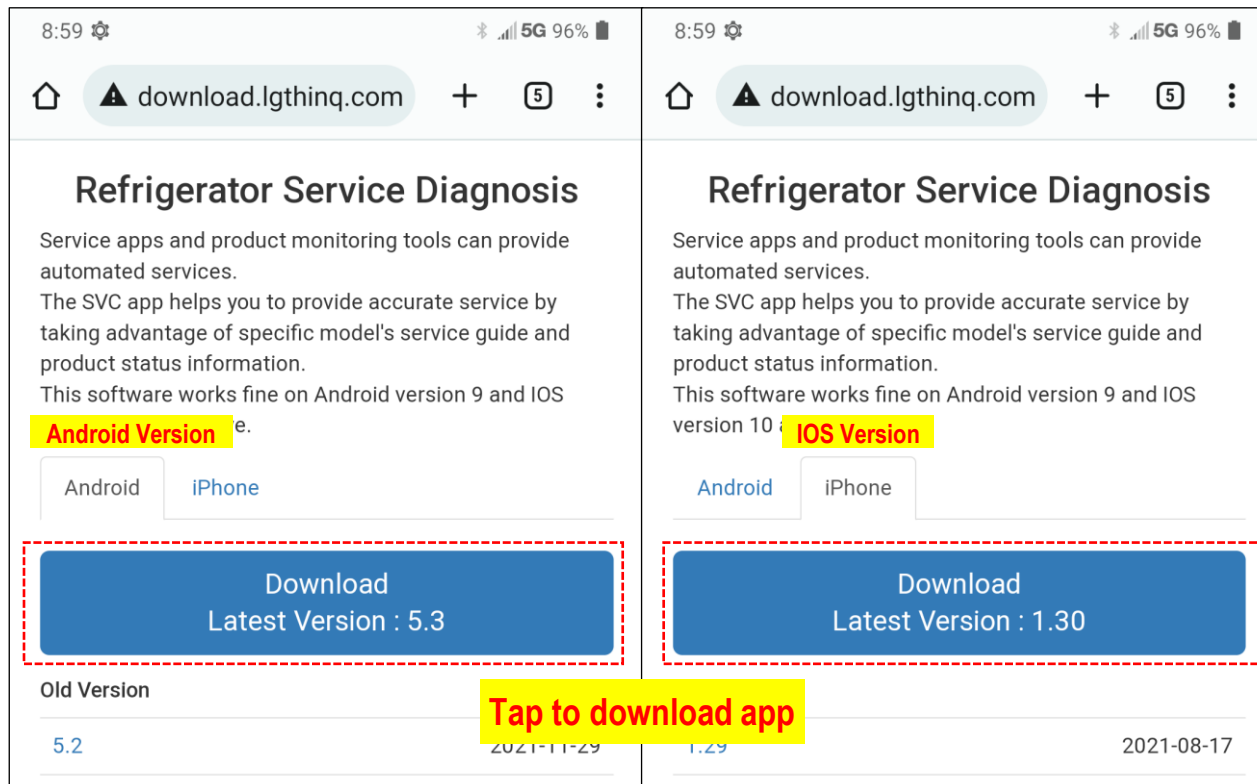 8:59
5G 96%
download.lgthinq.com
5
Refrigerator Service Diagnosis
Service apps and product monitoring tools can provide
automated services.
The SVC app helps you to provide accurate service by
taking advantage of specific model's service guide and
product status information.
This software works fine on Android version 9 and IOS
e.
Android Version
Android
iPhone
Download
Latest Version : 5.3
Old Version
5.2
2021-11-29
8:59
5G 96%
download.lgthinq.com
5
Refrigerator Service Diagnosis
Service apps and product monitoring tools can provide
automated services.
The SVC app helps you to provide accurate service by
taking advantage of specific model's service guide and
product status information.
This software works fine on Android version 9 and IOS
version 10
IOS Version
Android
iPhone
Download
Latest Version : 1.30
1.29
2021-08-17
Tap to download app